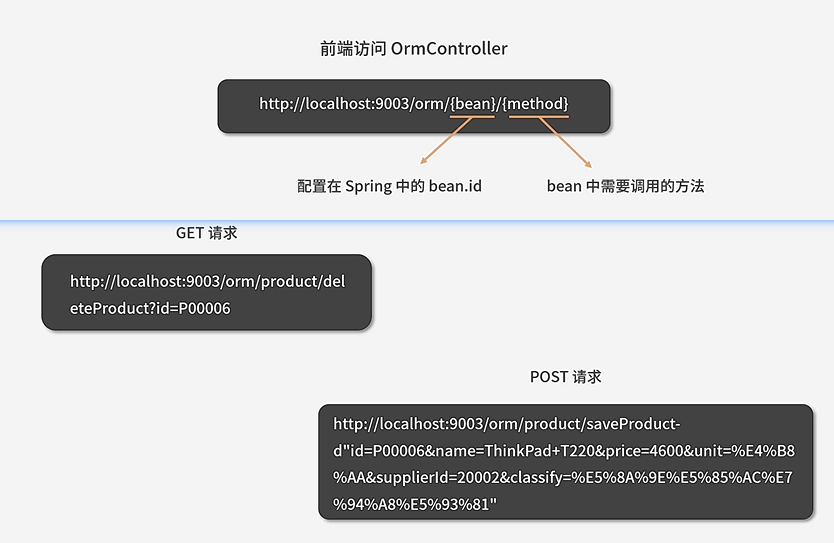 前端访问 OrmController
http://localhost:9003/orm/{bean}/{method}
配置在 Spring 中的 bean.id
bean 中需要调用的方法
GET 请求
http://localhost:9003/orm/product/del
eteProduct?id=P00006
POST 请求
http://localhost:9003/orm/product/saveProduct-
d"id=P00006&name=ThinkPad+T220&price=4600&unit=%E4%B8
%AA&supplierId=20002&classify=%E5%8A%9E%E5%85%AC%E7
%94%A8%E5%93%81"